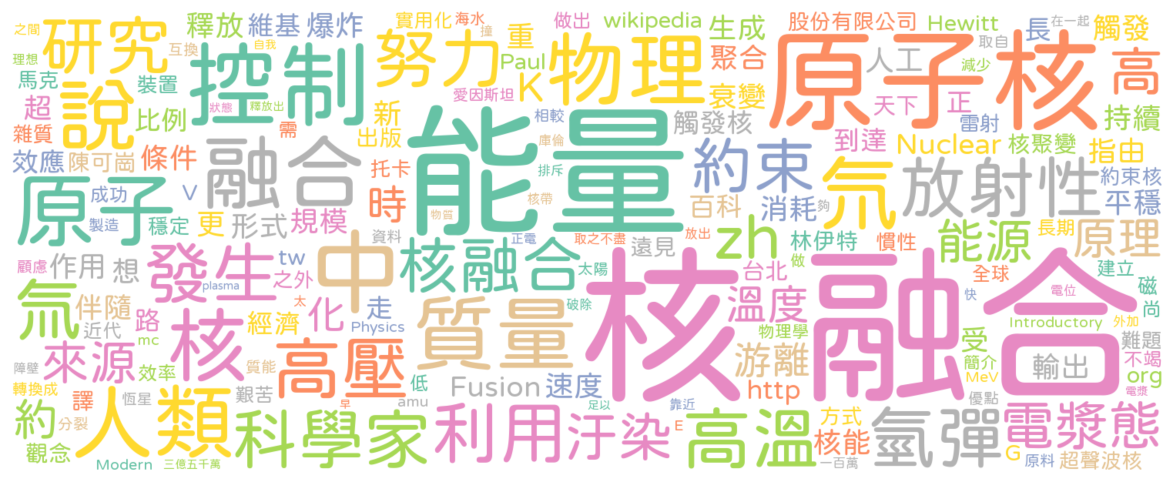 之間
研究
釋放
維基
爆炸
努力
實用化
海水
撞
做出
wikipedia
生成
股份有限公司
Hewitt
長
在一起
取自
觸發
理想
互換
自我
控制
Paul
重
物理
聚合
原子核
人工
減少
高
馬克
裝置
狀態
釋放出
K
愛因斯坦
衰變
天下
正
雷射
持續
超
說
比例
新
出版
相較
觸發核
到達
Nuclear
核聚變
指由
雜質
需
能量
庫倫
排斥
效應
陳可崗
條件
融合
托卡
約束
氘
放射性
約束核
平穩
原子
成功
V
時
核帶
百科
消耗
製造
穩定
更
形式
規模
物質
正電
取之不盡
放出
zh
林伊特
慣性
能源
長期
原理
資料
遠見
做
顧慮
作用
想
發生
tw
之外
中
核融合
太陽
台北
全球
建立
磁
氚
plasma
太
走
質量
破除
核
融合
溫度
快
電位
尚
伴隨
近代
路
mc
核
經濟
化
Physics
物理學
Introductory
外加
難題
來源
效率
質能
高壓
游離
受
簡介
MeV
不竭
輸出
障壁
轉換成
恆星
艱苦
低
amu
Fusion
速度
http
優點
org
電漿
約
譯
人類
早
足以
靠近
分裂
科學家
利用
汙染
E
高溫
方式
核能
氫彈
電漿態
觀念
Modern
三億五千萬
一百萬
G
原料
超聲波核
夠